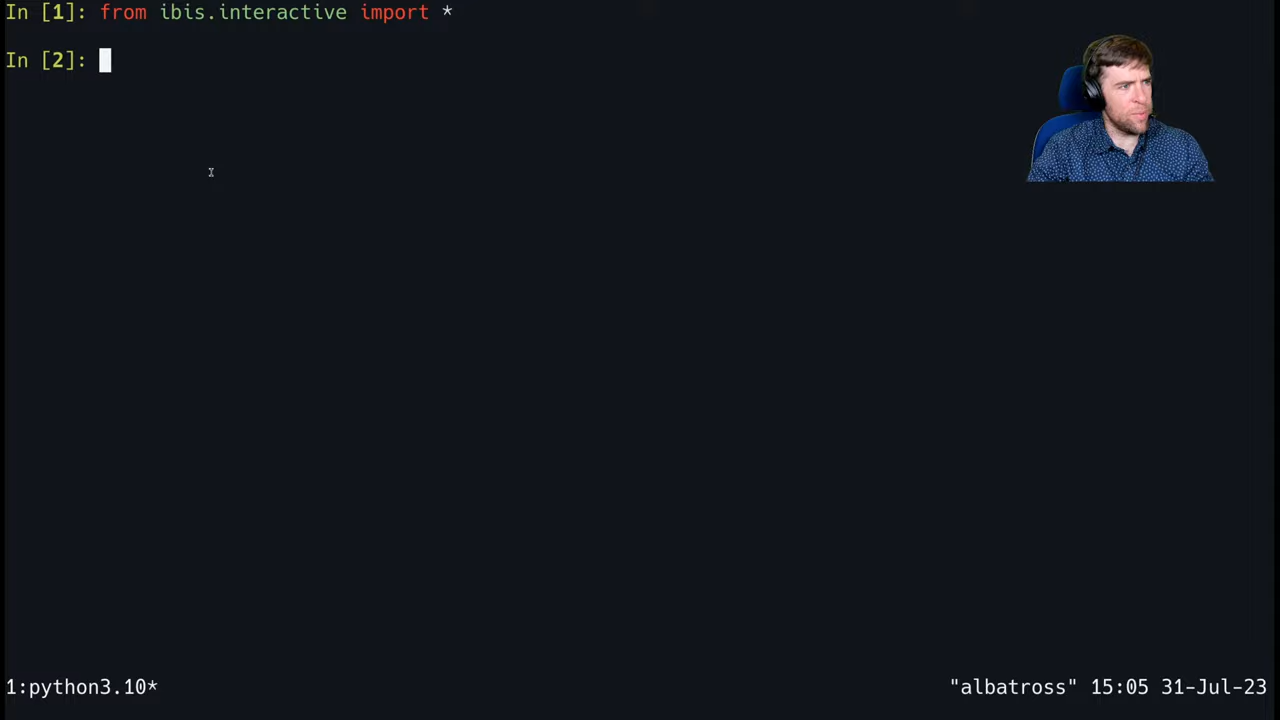 In [1]: from ibis.interactive import *
In [2]:
1:python3.10* "albatross" 15:05 31-Jul-23